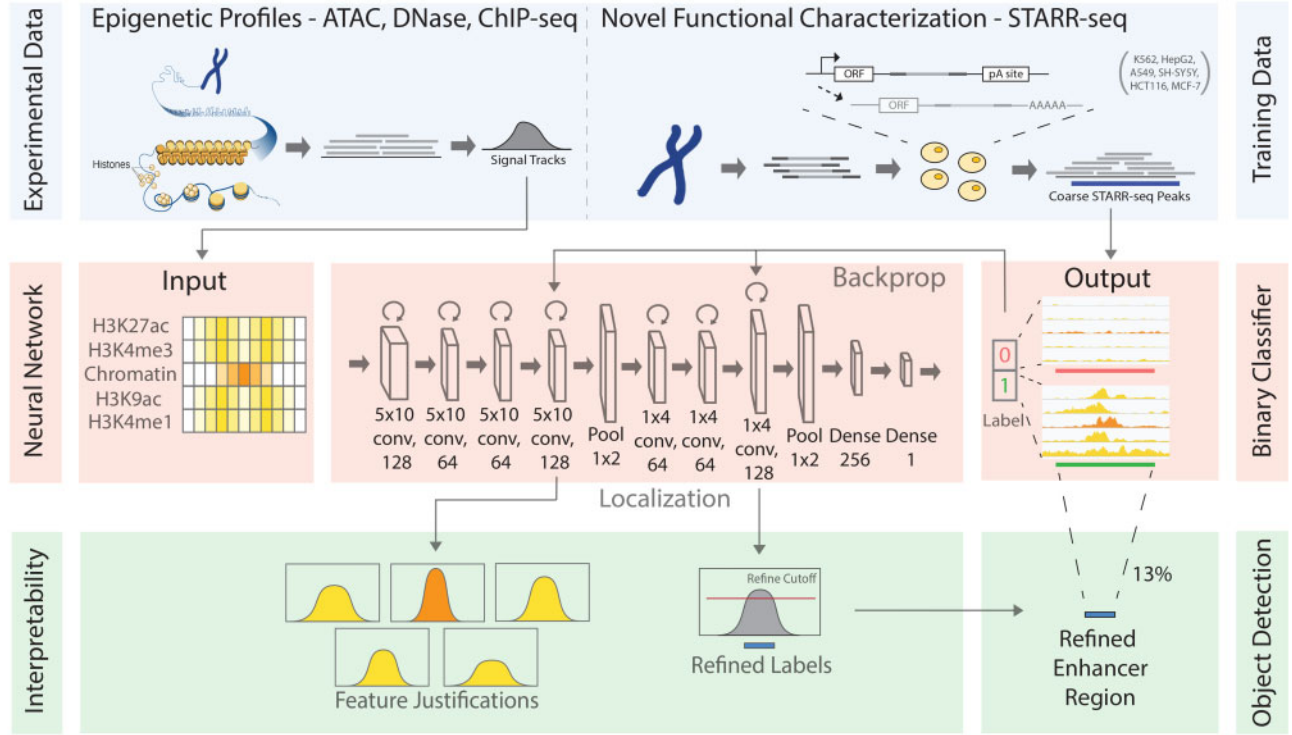 Experimental Data
Epigenetic Profiles - ATAC, DNase, ChIP-seq
Histones
Signal Tracks
Novel Functional Characterization - STARR-seq
ORF
pA site
ORF
AAAAA
K562, HepG2,
A549, SH-SY5Y,
HCT116, MCF-7
Coarse STARR-seq Peaks
Training Data
Neural Network
Input
H3K27ac
H3K4me3
Chromatin
H3K9ac
H3K4me1
Backprop
5x10
conv,
128
5x10
conv,
64
5x10
conv,
64
5x10
conv,
128
Pool
1x2
1x4
conv,
64
1x4
conv,
64
1x4
conv,
128
Pool
1x2
Dense
256
Dense
1
Localization
Output
0
1
Label
Binary Classifier
Interpretability
Feature Justifications
Refine Cutoff
Refined Labels
13%
Refined
Enhancer
Region
Object Detection